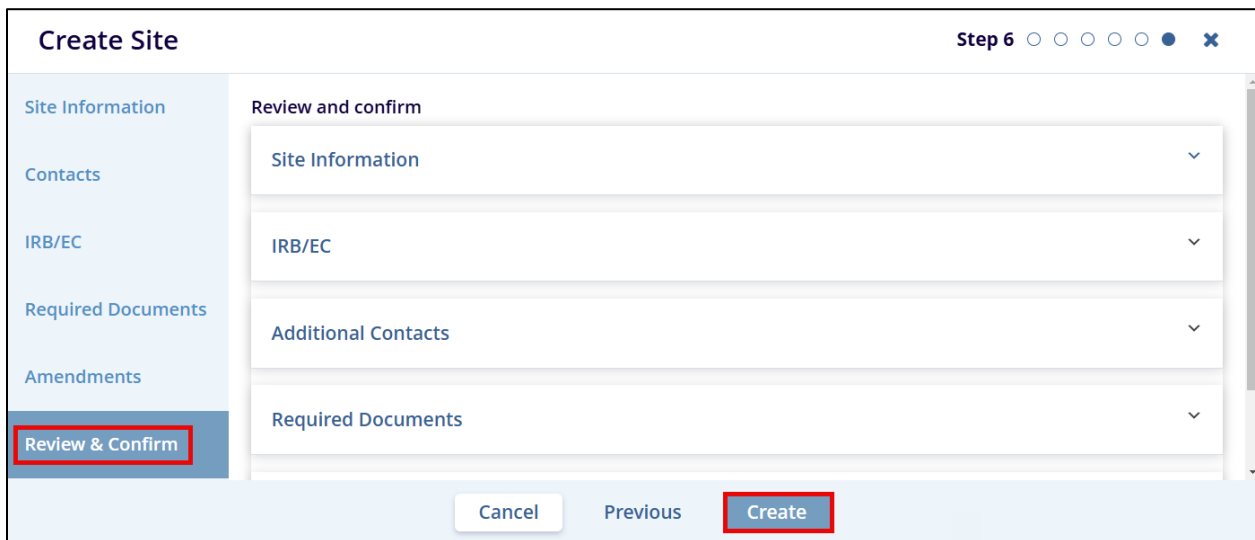 Create Site
Step 6
Site Information
Contacts
IRB/EC
Required Documents
Amendments
Review & Confirm
Review and confirm
Site Information
IRB/EC
Additional Contacts
Required Documents
Cancel
Previous
Create